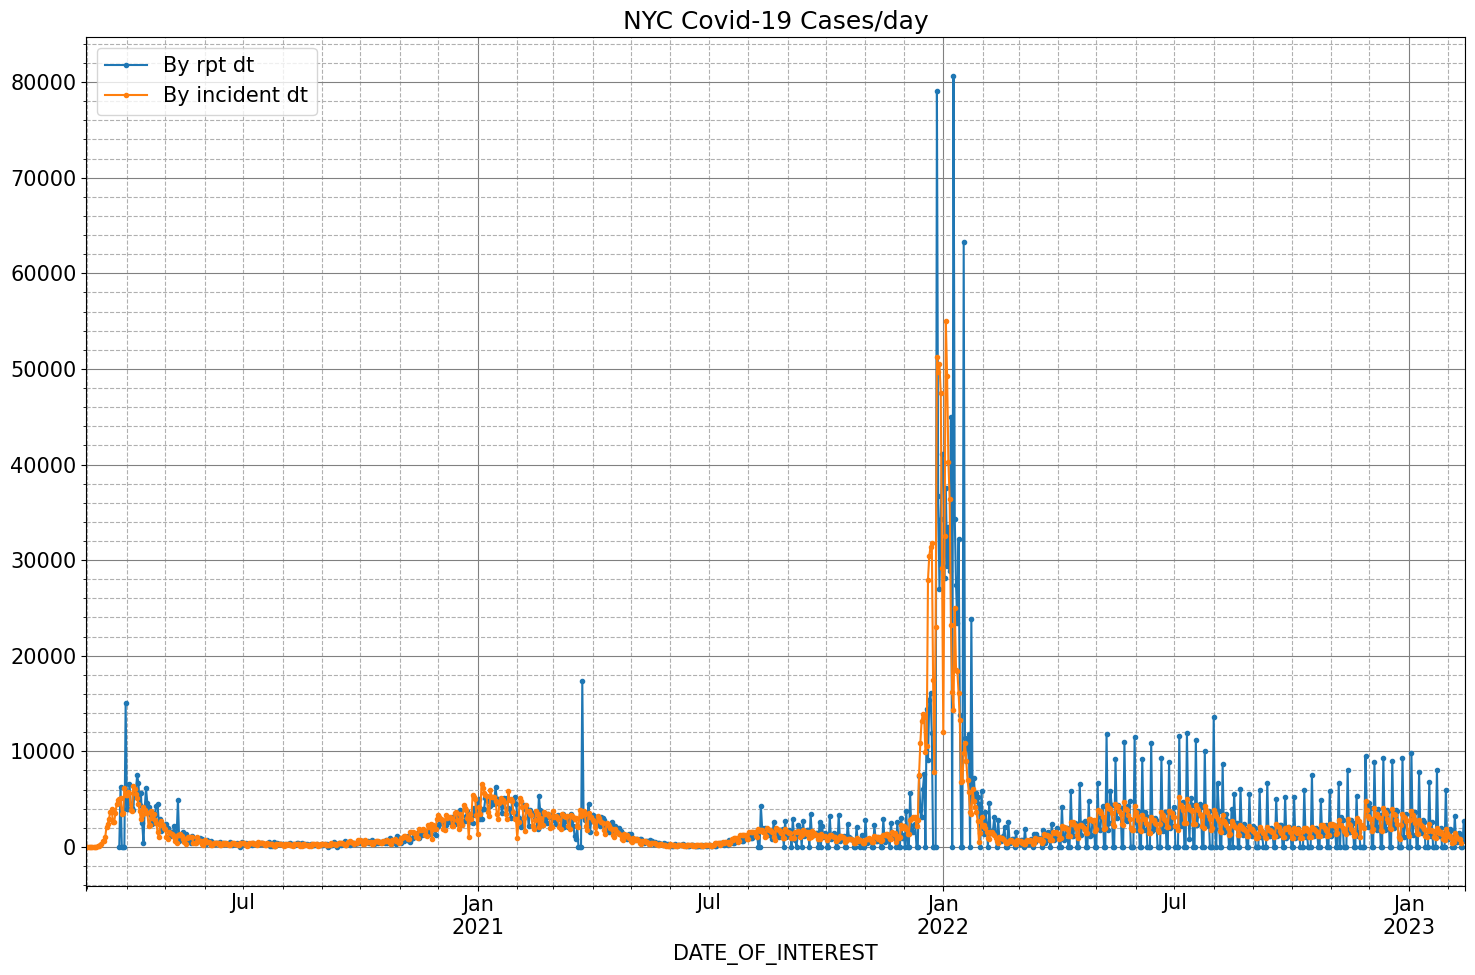 NYC Covid-19 Cases/day
By rpt dt
By incident dt
80000
70000
60000
50000
40000
30000
20000
10000
0
Jul Jan Jul Jan Jul Jan
2021 2022 2023
DATE_OF_INTEREST